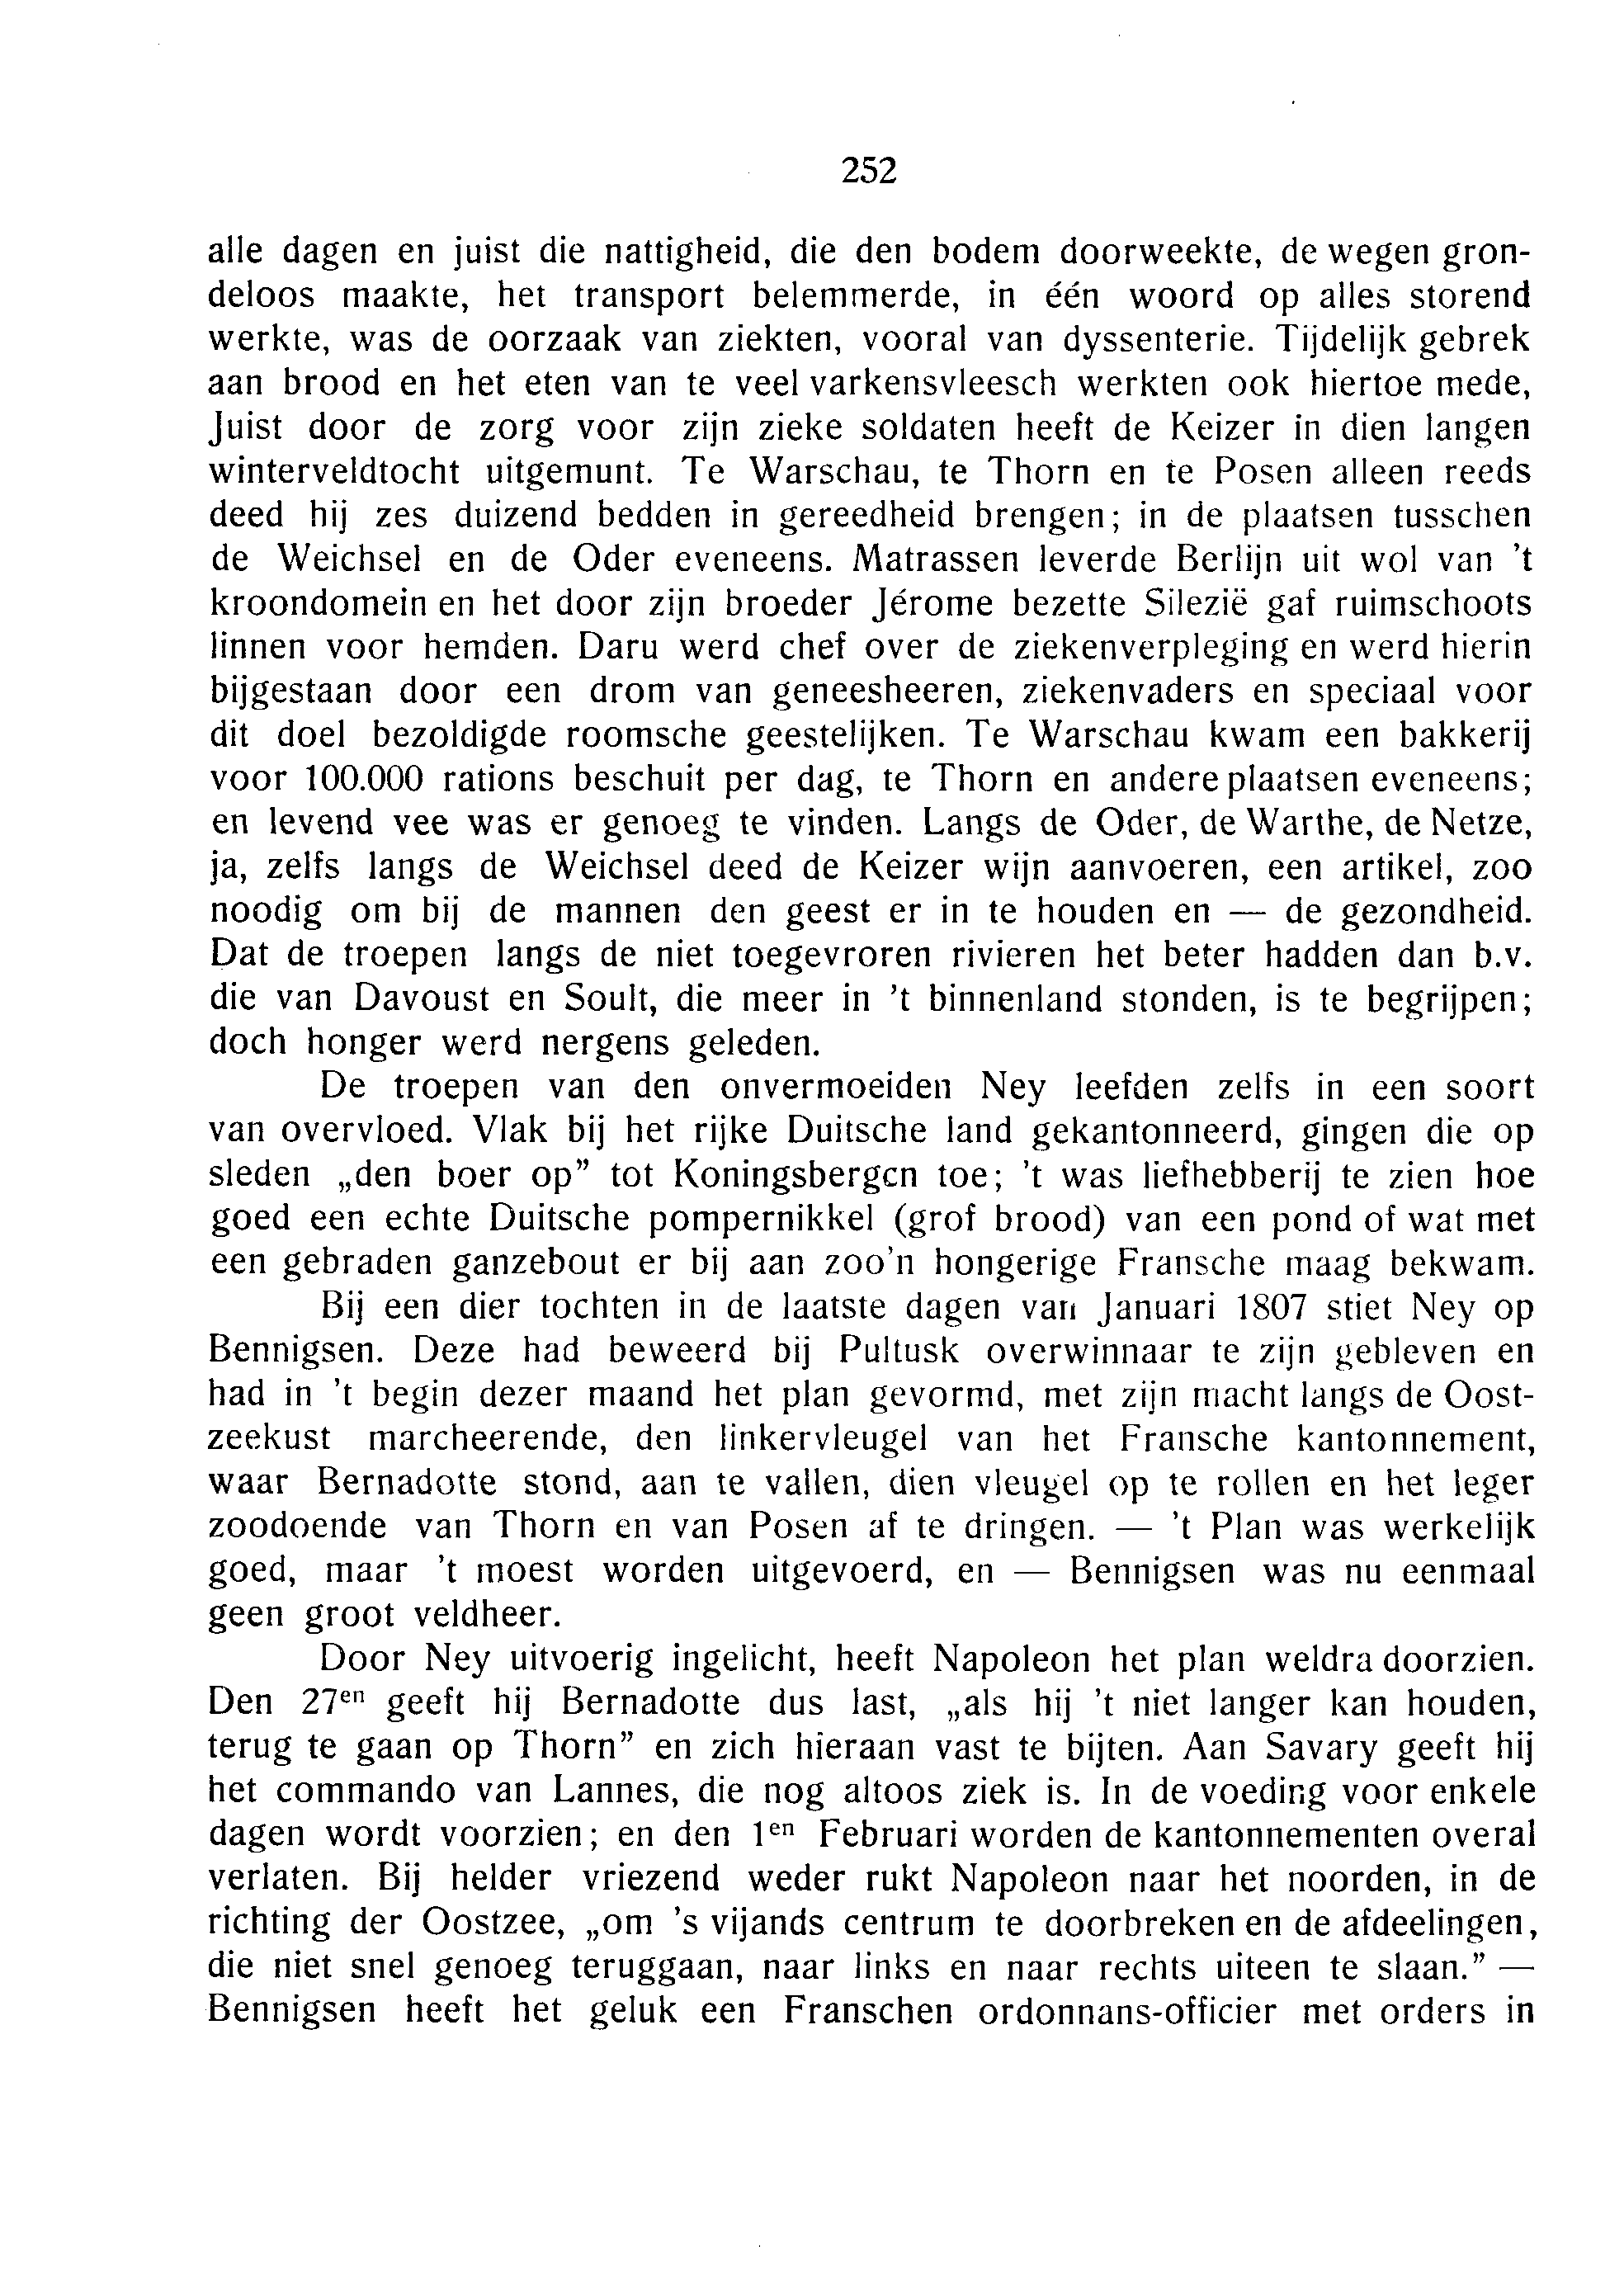 252
alle dagen en juist die nattigheid, die den bodem doorweekte, de wegen gron-
deloos maakte, het transport belemmerde, in één woord op alles storend
werkte, was de oorzaak van ziekten, vooral van dyssenterie. Tijdelijk gebrek
aan brood en het eten van te veel varkensvleesch werkten ook hiertoe mede,
Juist door de zorg voor zijn zieke soldaten heeft de Keizer in dien langen
winterveldtocht uitgemunt. Te Warschau, te Thorn en te Posen alleen reeds
deed hij zes duizend bedden in gereedheid brengen; in de plaatsen tusschen
de Weichsel en de Oder eveneens. Matrassen leverde Berlijn uit wol van 't
kroondomein en het door zijn broeder Jérome bezette Silezië gaf ruimschoots
linnen voor hemden. Daru werd chef over de ziekenverpleging en werd hierin
bijgestaan door een drom van geneesheeren, ziekenvaders en speciaal voor
dit doel bezoldigde roomsche geestelijken. Te Warschau kwam een bakkerij
voor 100.000 rations beschuit per dag, te Thorn en andere plaatsen eveneens;
en levend vee was er genoeg te vinden. Langs de Oder, de Warthe, de Netze,
ja, zelfs langs de Weichsel deed de Keizer wijn aanvoeren, een artikel, zoo
noodig om bij de mannen den geest er in te houden en — de gezondheid.
Dat de troepen langs de niet toegevroren rivieren het beter hadden dan b.v.
die van Davoust en Soult, die meer in 't binnenland stonden, is te begrijpen;
doch honger werd nergens geleden.
De troepen van den onvermoeiden Ney leefden zelfs in een soort
van overvloed. Vlak bij het rijke Duitsche land gekantonneerd, gingen die op
sleden „den boer op” tot Koningsbergen toe; 't was liefhebberij te zien hoe
goed een echte Duitsche pompernikkel (grof brood) van een pond of wat met
een gebraden ganzebout er bij aan zoo'n hongerige Fransche maag bekwam.
Bij een dier tochten in de laatste dagen van Januari 1807 stiet Ney op
Bennigsen. Deze had beweerd bij Pultusk overwinnaar te zijn gebleven en
had in 't begin dezer maand het plan gevormd, met zijn macht langs de Oost-
zeekust marcheerende, den linkervleugel van het Fransche kantonnement,
waar Bernadotte stond, aan te vallen, dien vleugel op te rollen en het leger
zoodoende van Thorn en van Posen af te dringen. — 't Plan was werkelijk
goed, maar 't moest worden uitgevoerd, en — Bennigsen was nu eenmaal
geen groot veldheer.
Door Ney uitvoerig ingelicht, heeft Napoleon het plan weldra doorzien.
Den 27en geeft hij Bernadotte dus last, „als hij 't niet langer kan houden,
terug te gaan op Thorn” en zich hieraan vast te bijten. Aan Savary geeft hij
het commando van Lannes, die nog altoos ziek is. In de voeding voor enkele
dagen wordt voorzien; en den 1en Februari worden de kantonnementen overal
verlaten. Bij helder vriezend weder rukt Napoleon naar het noorden, in de
richting der Oostzee, „om 's vijands centrum te doorbreken en de afdeelingen,
die niet snel genoeg teruggaan, naar links en naar rechts uiteen te slaan.” —
Bennigsen heeft het geluk een Franschen ordonnans-officier met orders in